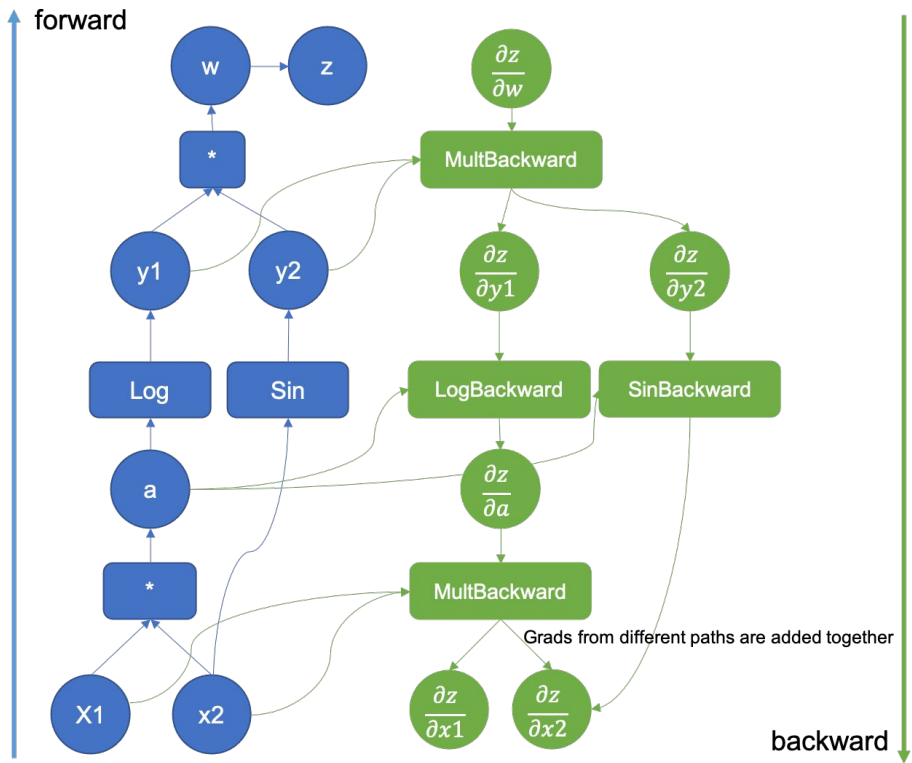 forward
w
z
∂z
∂w
*
MultBackward
y1
y2
∂z
∂y1
∂z
∂y2
Log
Sin
LogBackward
SinBackward
a
∂z
∂a
*
MultBackward
Grads from different paths are added together
X1
x2
∂z
∂x1
∂z
∂x2
backward